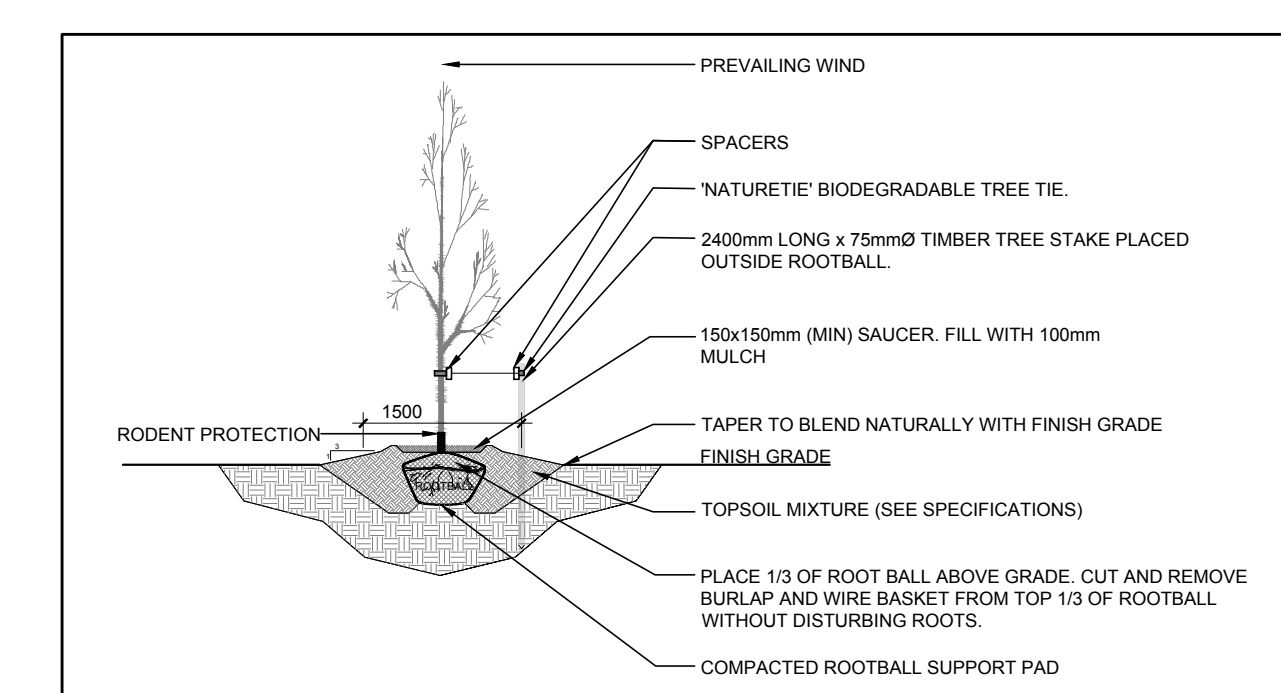 PREVAILING WIND
SPACERS
'NATURETIE' BIODEGRADABLE TREE TIE.
2400mm LONG x 75mmØ TIMBER TREE STAKE PLACED
OUTSIDE ROOTBALL.
150x150mm (MIN) SAUCER. FILL WITH 100mm
MULCH
1500
RODENT PROTECTION
3
1
TAPER TO BLEND NATURALLY WITH FINISH GRADE
FINISH GRADE
ROOTBALL
TOPSOIL MIXTURE (SEE SPECIFICATIONS)
PLACE 1/3 OF ROOT BALL ABOVE GRADE. CUT AND REMOVE
BURLAP AND WIRE BASKET FROM TOP 1/3 OF ROOTBALL
WITHOUT DISTURBING ROOTS.
COMPACTED ROOTBALL SUPPORT PAD